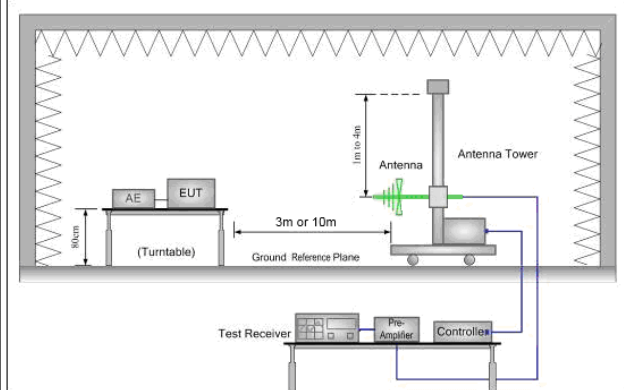 1m to 4m
Antenna
Antenna Tower
AE
EUT
80cm
(Turntable)
3m or 10m
Ground Reference Plane
Test Receiver
Pre-
Amplifier
Controller